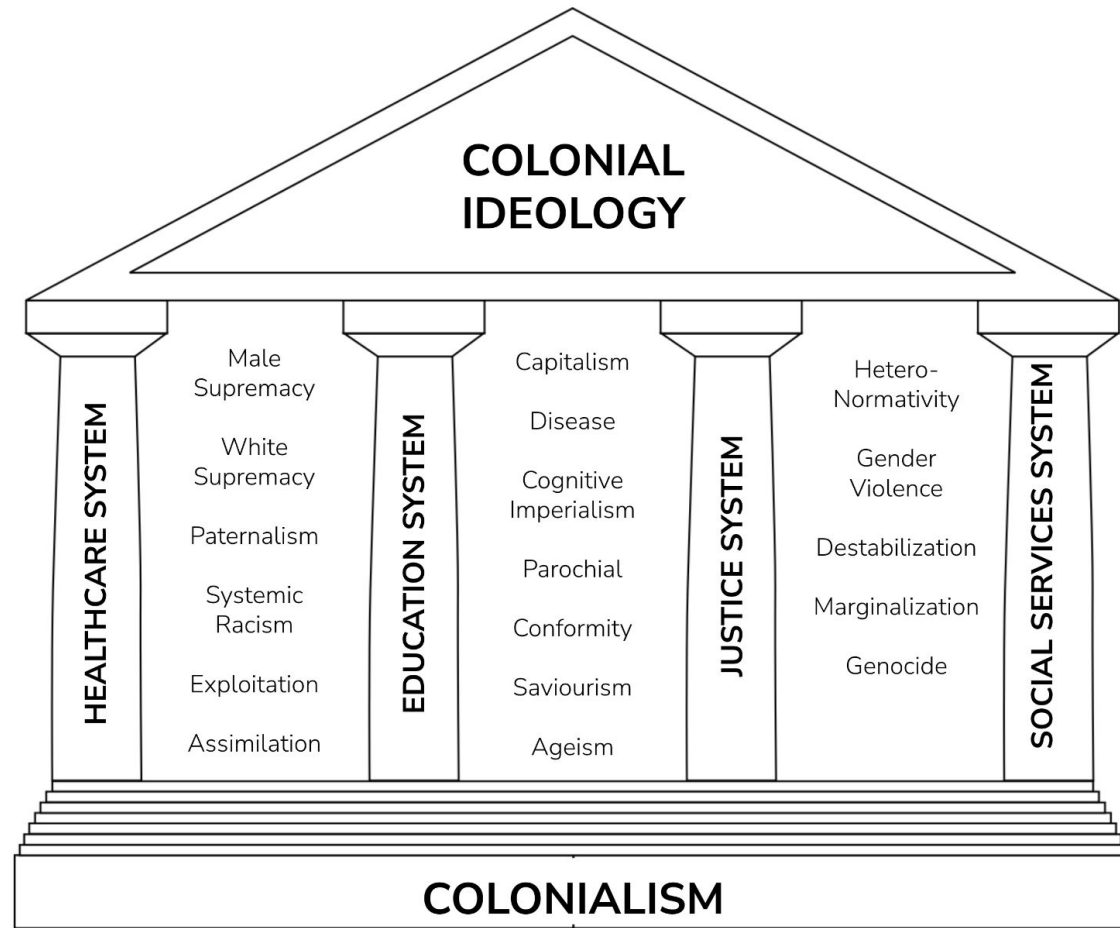 COLONIAL
IDEOLOGY
HEALTHCARE SYSTEM
Male
Supremacy
White
Supremacy
Paternalism
Systemic
Racism
Exploitation
Assimilation
EDUCATION SYSTEM
Capitalism
Disease
Cognitive
Imperialism
Parochial
Conformity
Saviourism
Ageism
JUSTICE SYSTEM
Hetero-
Normativity
Gender
Violence
Destabilization
Marginalization
Genocide
SOCIAL SERVICES SYSTEM
COLONIALISM